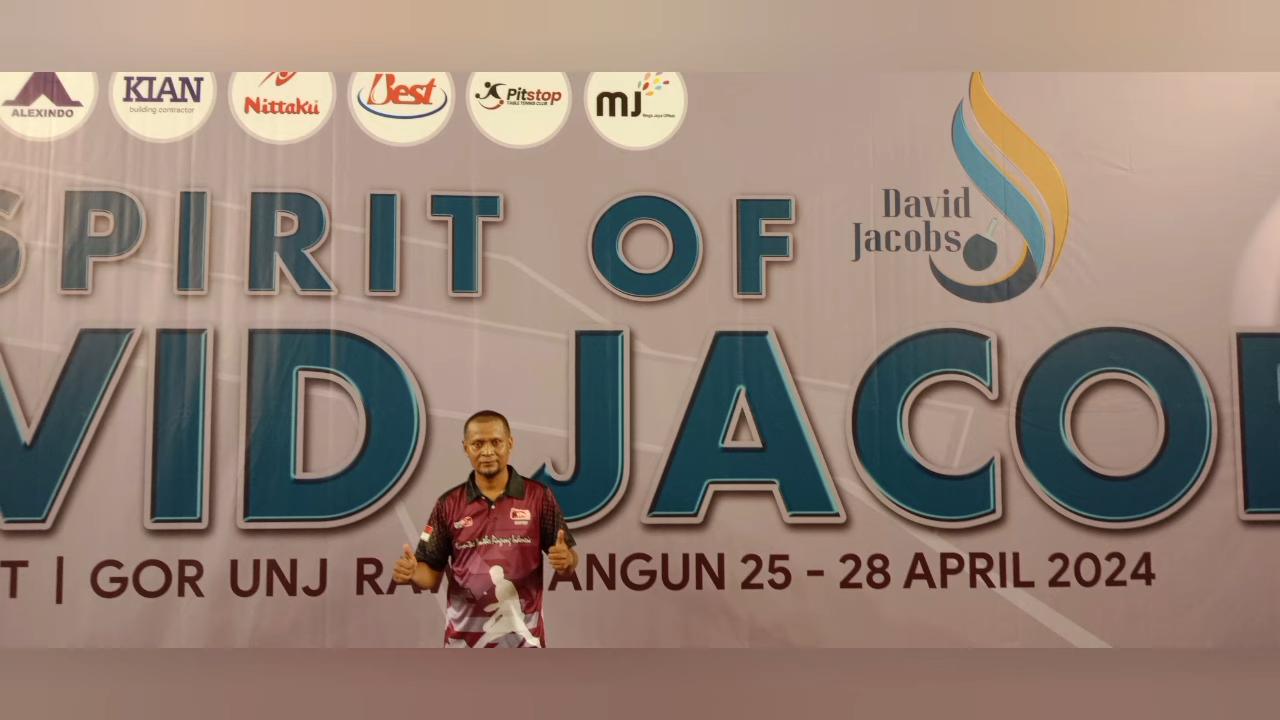 ALEXINDO
KIAN
building contractor
Nittaku
Best
Pitstop
TABLE TENNIS CLUB
mj
SPIRIT OF
David
Jacobs
VID JACO
T | GOR UNJ RA ANGUN 25 - 28 APRIL 2024